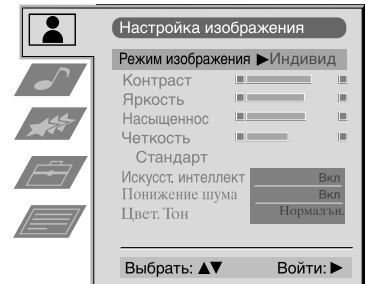 Настройка изображения
Режим изображения ▶Индивид
Контраст
Яркость
Насыщеннос
Четкость
Стандарт
Искусст. интеллект Вкл
Понижение шума Вкл
Цвет. Тон Нормалън.
Выбрать: ▲▼ Войти: ▶